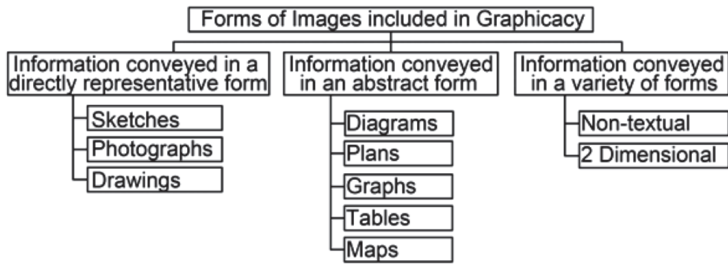 Forms of Images included in Graphicacy
Information conveyed in a
directly representative form
Sketches
Photographs
Drawings
Information conveyed
in an abstract form
Diagrams
Plans
Graphs
Tables
Maps
Information conveyed
in a variety of forms
Non-textual
2 Dimensional